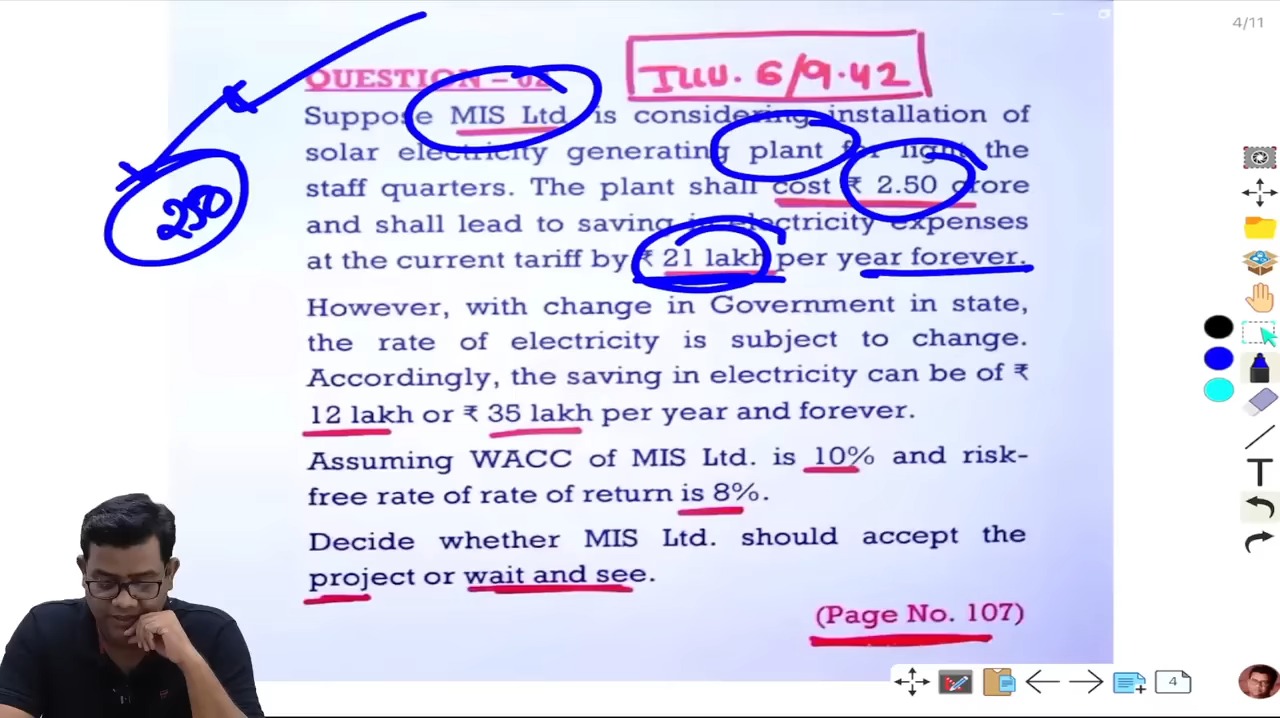 4/11
QUESTION - 02
ILLU. 6/9.42
Suppose MIS Ltd. is considering installation of
solar electricity generating plant for light the
staff quarters. The plant shall cost ₹ 2.50 crore
and shall lead to saving in electricity expenses
at the current tariff by ₹ 21 lakh per year forever.
250
However, with change in Government in state,
the rate of electricity is subject to change.
Accordingly, the saving in electricity can be of ₹
12 lakh or ₹ 35 lakh per year and forever.
Assuming WACC of MIS Ltd. is 10% and risk-
free rate of rate of return is 8%.
Decide whether MIS Ltd. should accept the
project or wait and see.
(Page No. 107)
T
4